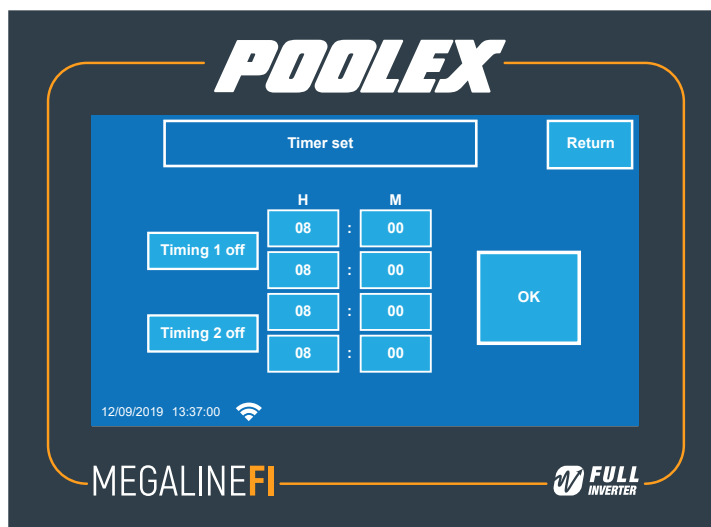 POOLEX
Timer set
Return
H M
08 : 00
Timing 1 off
08 : 00
08 : 00
Timing 2 off
08 : 00
OK
12/09/2019 13:37:00
MEGALINEFI
FULL
INVERTER